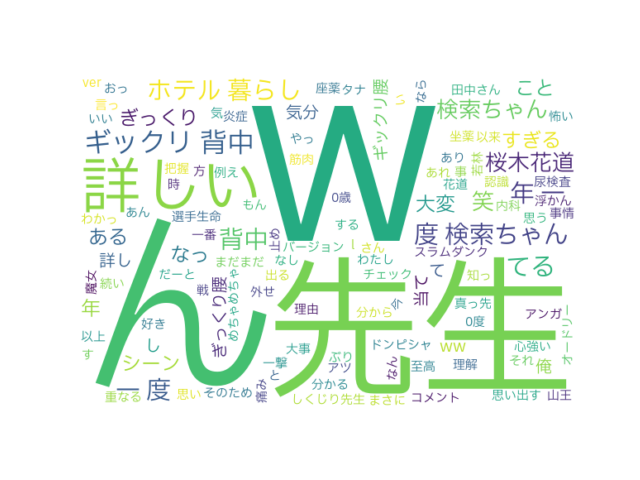 ver
おっ
ホテル 暮らし
座薬
タナ
なら
田中さん
こと
言っ
いい
ぎっくり
気
炎症
気分
ギックリ腰
検索ちゃん
怖い
W
ギックリ 背中
やっ
坐薬
以来
すぎる
詳しい
把握
方
筋肉
あり
あれ
事
桜木花道
時
例え
0歳
花道
認識
尿検査
年一
わかっ
あん
もん
選手生命
大変
笑
内科
浮かん
思う
事情
ある
なっ
背中
一番
止め
する
度 検索ちゃん
バージョン
l
さん
スラムダンク
詳し
まだまだ
なし
わたし
て
てる
魔女
続い
だーと
出る
チェック
知っ
年
戦
ぎっくり腰
めちゃめちゃ
外せ
ん
先生
当て
今
真っ先
アンガ
理由
分から
0度
以上
好き
す
し
シーン
大事
ぷり
ドンピシャ
ww
心強い
オードリー
一撃
と
アツ
なん
至高
理解
それ
俺
一度
分かる
痛み
重なる
思い
そのため
しくじり先生
まさに
コメント
思い出す
山王